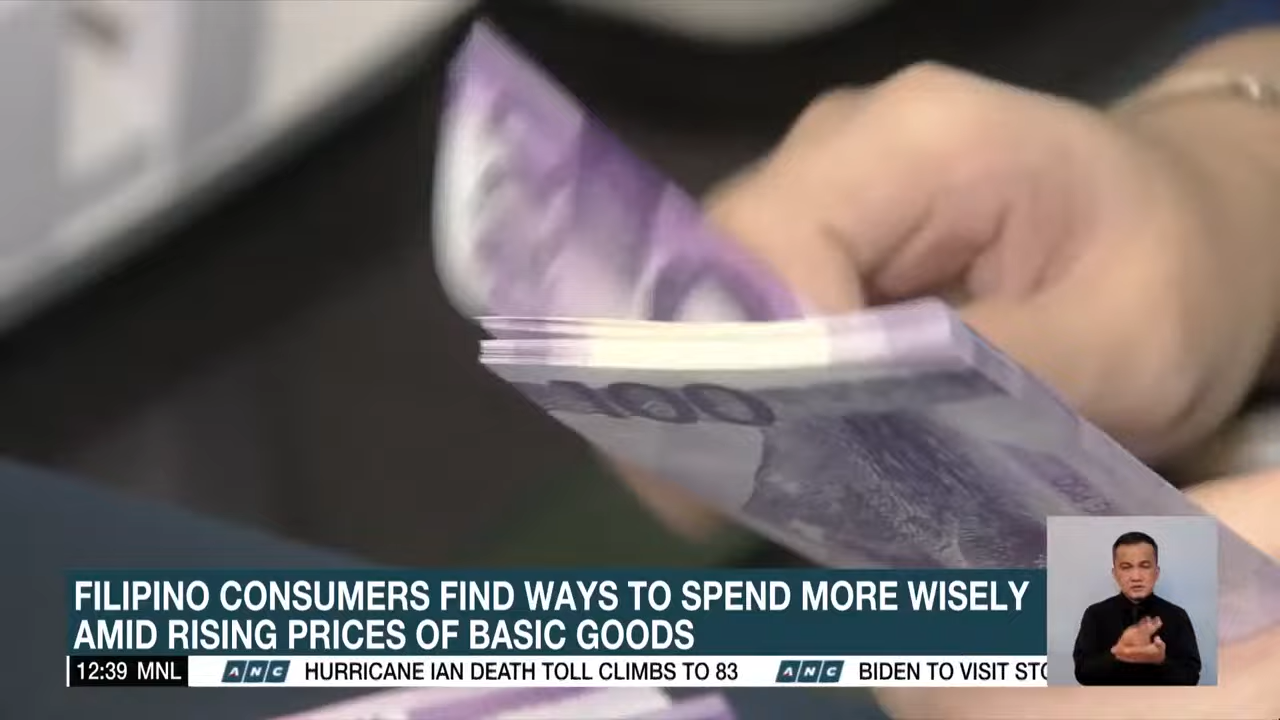 100
FILIPINO CONSUMERS FIND WAYS TO SPEND MORE WISELY
AMID RISING PRICES OF BASIC GOODS
12:39 MNL ANC HURRICANE IAN DEATH TOLL CLIMBS TO 83 ANC BIDEN TO VISIT